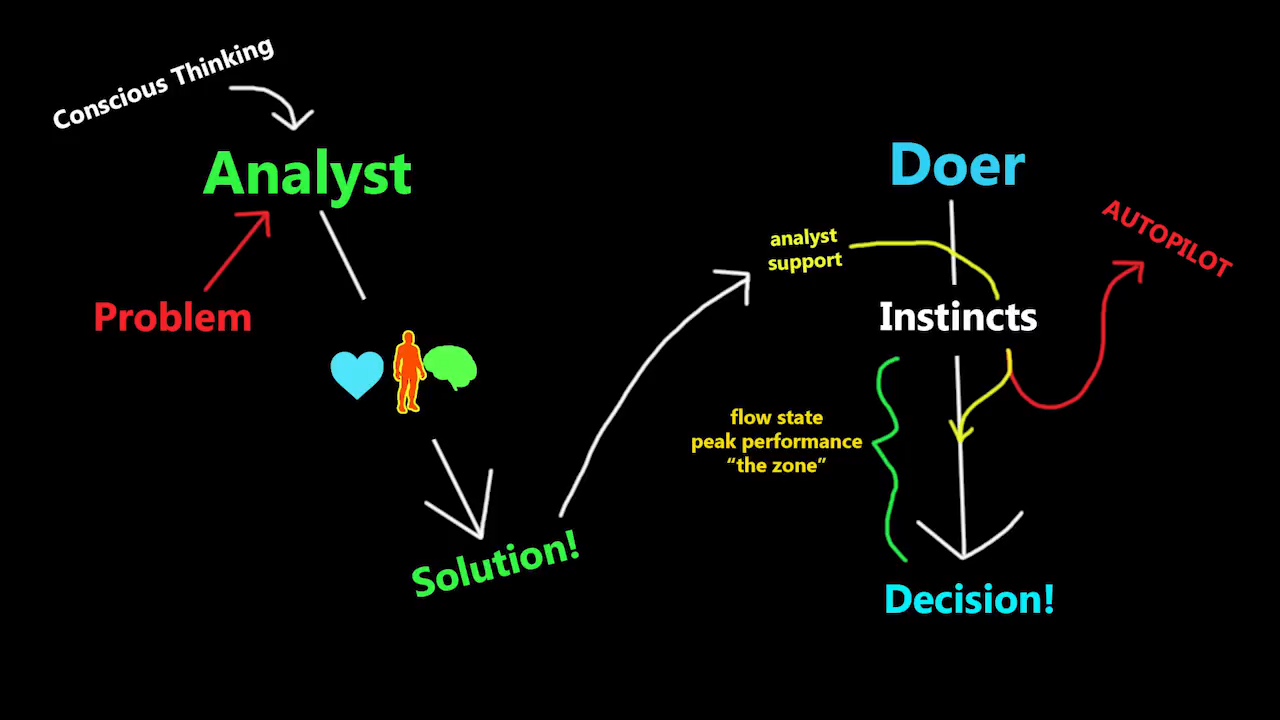 Conscious Thinking
Analyst
Problem
Solution!
Doer
AUTOPILOT
analyst
support
Instincts
flow state
peak performance
“the zone”
Decision!